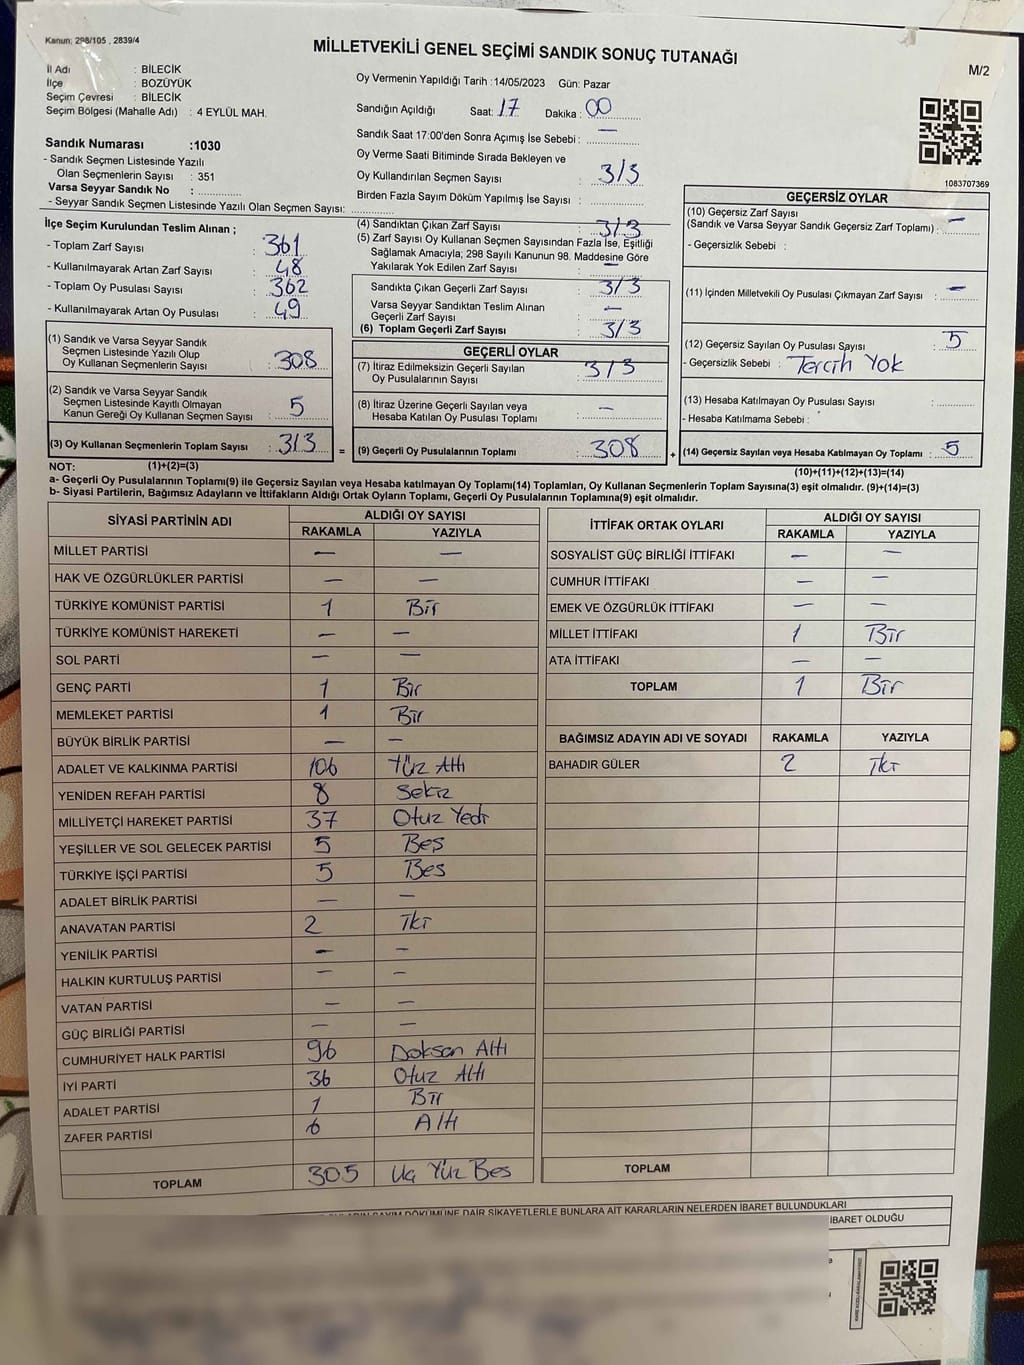 Kanun: 298/105 , 2839/4
MİLLETVEKİLİ GENEL SEÇİMİ SANDIK SONUÇ TUTANAĞI
M/2
İl Adı : BİLECİK
İlçe : BOZÜYÜK
Seçim Çevresi : BİLECİK
Seçim Bölgesi (Mahalle Adı) : 4 EYLÜL MAH.
Oy Vermenin Yapıldığı Tarih :14/05/2023 Gün: Pazar
Sandığın Açıldığı Saat: 17 Dakika : 00
Sandık Saat 17:00'den Sonra Açımış İse Sebebi : —
Oy Verme Saati Bitiminde Sırada Bekleyen ve
Oy Kullandırılan Seçmen Sayısı : 313
Birden Fazla Sayım Döküm Yapılmış İse Sayısı :
1083707369
Sandık Numarası :1030
- Sandık Seçmen Listesinde Yazılı
Olan Seçmenlerin Sayısı : 351
Varsa Seyyar Sandık No :
- Seyyar Sandık Seçmen Listesinde Yazılı Olan Seçmen Sayısı:
İlçe Seçim Kurulundan Teslim Alınan ;
- Toplam Zarf Sayısı : 361
- Kullanılmayarak Artan Zarf Sayısı : 48
- Toplam Oy Pusulası Sayısı : 362
- Kullanılmayarak Artan Oy Pusulası : 49
(4) Sandıktan Çıkan Zarf Sayısı : 313
(5) Zarf Sayısı Oy Kullanan Seçmen Sayısından Fazla İse, Eşitliği
Sağlamak Amacıyla; 298 Sayılı Kanunun 98. Maddesine Göre
Yakılarak Yok Edilen Zarf Sayısı : —
Sandıkta Çıkan Geçerli Zarf Sayısı : 313
Varsa Seyyar Sandıktan Teslim Alınan
Geçerli Zarf Sayısı : —
(6) Toplam Geçerli Zarf Sayısı : 313
GEÇERSİZ OYLAR
(10) Geçersiz Zarf Sayısı
(Sandık ve Varsa Seyyar Sandık Geçersiz Zarf Toplamı) : —
- Geçersizlik Sebebi :
(11) İçinden Milletvekili Oy Pusulası Çıkmayan Zarf Sayısı : —
(12) Geçersiz Sayılan Oy Pusulası Sayısı : 5
- Geçersizlik Sebebi : Tercih Yok
(13) Hesaba Katılmayan Oy Pusulası Sayısı :
- Hesaba Katılmama Sebebi :
(14) Geçersiz Sayılan veya Hesaba Katılmayan Oy Toplamı : 5
(10)+(11)+(12)+(13)=(14)
(1) Sandık ve Varsa Seyyar Sandık
Seçmen Listesinde Yazılı Olup
Oy Kullanan Seçmenlerin Sayısı : 308
(2) Sandık ve Varsa Seyyar Sandık
Seçmen Listesinde Kayıtlı Olmayan
Kanun Gereği Oy Kullanan Seçmen Sayısı : 5
(3) Oy Kullanan Seçmenlerin Toplam Sayısı : 313 =
GEÇERLİ OYLAR
(7) İtiraz Edilmeksizin Geçerli Sayılan
Oy Pusulalarının Sayısı : 313
(8) İtiraz Üzerine Geçerli Sayılan veya
Hesaba Katılan Oy Pusulası Toplamı : —
(9) Geçerli Oy Pusulalarının Toplamı : 308 +
NOT: (1)+(2)=(3)
a- Geçerli Oy Pusulalarının Toplamı(9) ile Geçersiz Sayılan veya Hesaba katılmayan Oy Toplamı(14) Toplamları, Oy Kullanan Seçmenlerin Toplam Sayısına(3) eşit olmalıdır. (9)+(14)=(3)
b- Siyasi Partilerin, Bağımsız Adayların ve İttifakların Aldığı Ortak Oyların Toplamı, Geçerli Oy Pusulalarının Toplamına(9) eşit olmalıdır.
SİYASİ PARTİNİN ADI ALDIĞI OY SAYISI
RAKAMLA YAZIYLA
MİLLET PARTİSİ — —
HAK VE ÖZGÜRLÜKLER PARTİSİ — —
TÜRKİYE KOMÜNİST PARTİSİ 1 Bir
TÜRKİYE KOMÜNİST HAREKETİ — —
SOL PARTİ — —
GENÇ PARTİ 1 Bir
MEMLEKET PARTİSİ 1 Bir
BÜYÜK BİRLİK PARTİSİ — —
ADALET VE KALKINMA PARTİSİ 106 Yüz Altı
YENİDEN REFAH PARTİSİ 8 Sekiz
MİLLİYETÇİ HAREKET PARTİSİ 37 Otuz Yedi
YEŞİLLER VE SOL GELECEK PARTİSİ 5 Beş
TÜRKİYE İŞÇİ PARTİSİ 5 Beş
ADALET BİRLİK PARTİSİ — —
ANAVATAN PARTİSİ 2 İki
YENİLİK PARTİSİ — —
HALKIN KURTULUŞ PARTİSİ — —
VATAN PARTİSİ — —
GÜÇ BİRLİĞİ PARTİSİ — —
CUMHURİYET HALK PARTİSİ 96 Doksan Altı
İYİ PARTİ 36 Otuz Altı
ADALET PARTİSİ 1 Bir
ZAFER PARTİSİ 6 Altı
TOPLAM 305 Üç Yüz Beş
İTTİFAK ORTAK OYLARI ALDIĞI OY SAYISI
RAKAMLA YAZIYLA
SOSYALİST GÜÇ BİRLİĞİ İTTİFAKI — —
CUMHUR İTTİFAKI — —
EMEK VE ÖZGÜRLÜK İTTİFAKI — —
MİLLET İTTİFAKI 1 Bir
ATA İTTİFAKI — —
TOPLAM 1 Bir
BAĞIMSIZ ADAYIN ADI VE SOYADI RAKAMLA YAZIYLA
BAHADIR GÜLER 2 İki
TOPLAM
SAYIM DÖKÜMÜNE DAİR ŞİKAYETLERLE BUNLARA AİT KARARLARIN NELERDEN İBARET BULUNDUKLARI
İBARET OLDUĞU